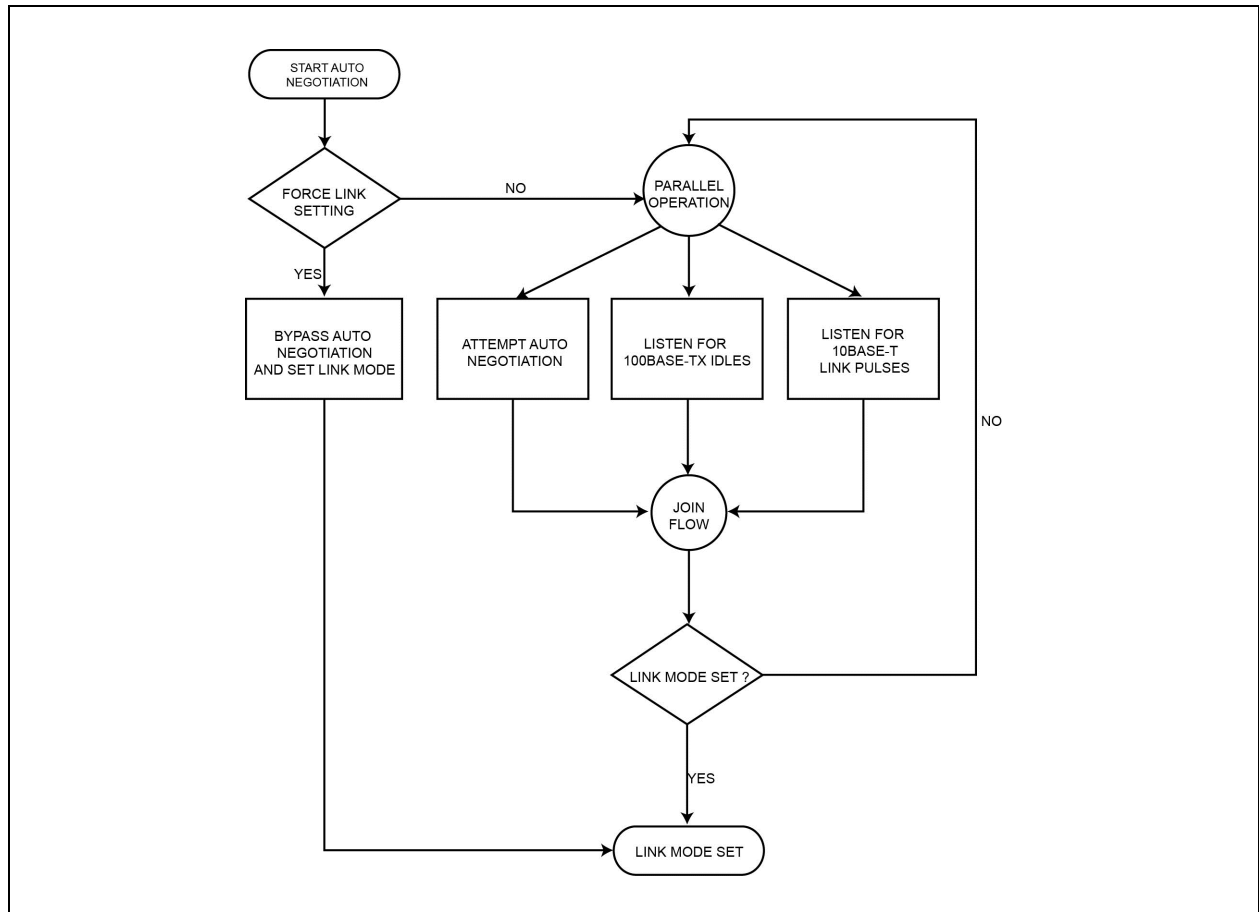 START AUTO
NEGOTIATION
FORCE LINK
SETTING
NO
PARALLEL
OPERATION
YES
BYPASS AUTO
NEGOTIATION
AND SET LINK MODE
ATTEMPT AUTO
NEGOTIATION
LISTEN FOR
100BASE-TX IDLES
LISTEN FOR
10BASE-T
LINK PULSES
NO
JOIN
FLOW
LINK MODE SET ?
YES
LINK MODE SET